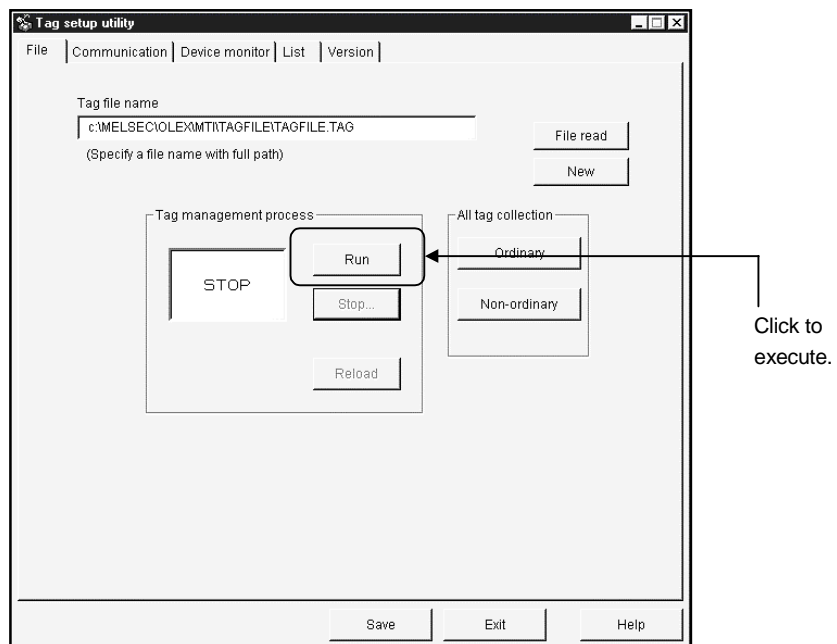 Tag setup utility
File Communication Device monitor List Version
Tag file name
c:\MELSEC\OLEX\MTI\TAGFILE\TAGFILE.TAG
(Specify a file name with full path)
File read
New
Tag management process
STOP
Run
Stop...
Reload
All tag collection
Ordinary
Non-ordinary
Click to
execute.
Save Exit Help